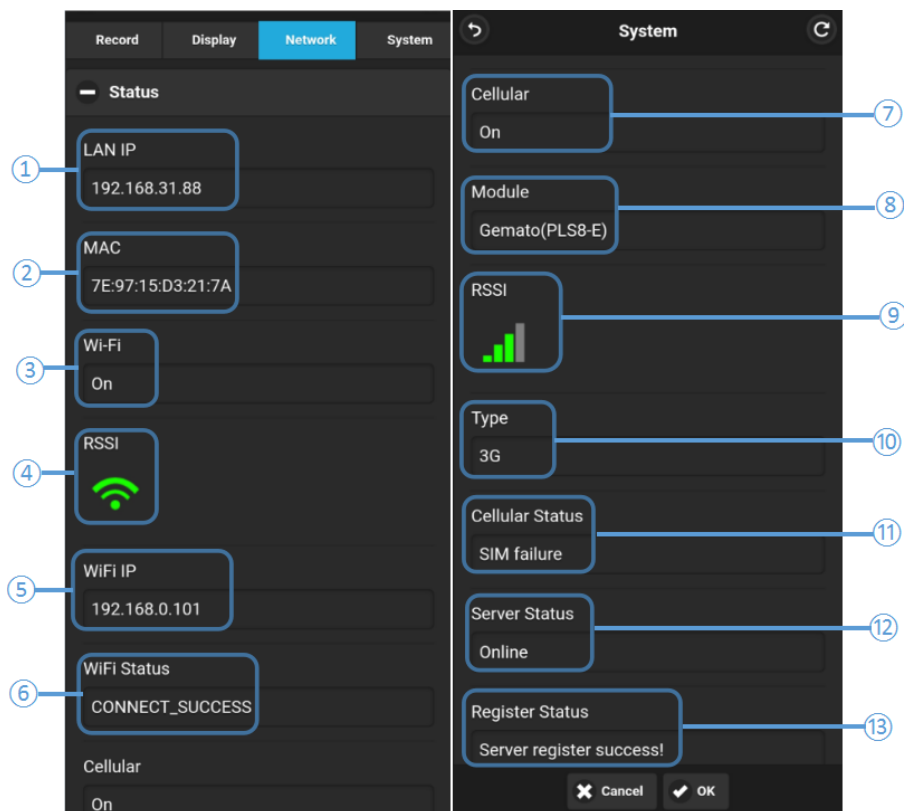 Record Display Network System
Status
① LAN IP
192.168.31.88
② MAC
7E:97:15:D3:21:7A
③ Wi-Fi
On
④ RSSI
⑤ WiFi IP
192.168.0.101
⑥ WiFi Status
CONNECT_SUCCESS
Cellular
On
System
Cellular ⑦
On
Module ⑧
Gemato(PLS8-E)
RSSI ⑨
Type ⑩
3G
Cellular Status ⑪
SIM failure
Server Status ⑫
Online
Register Status ⑬
Server register success!
Cancel OK